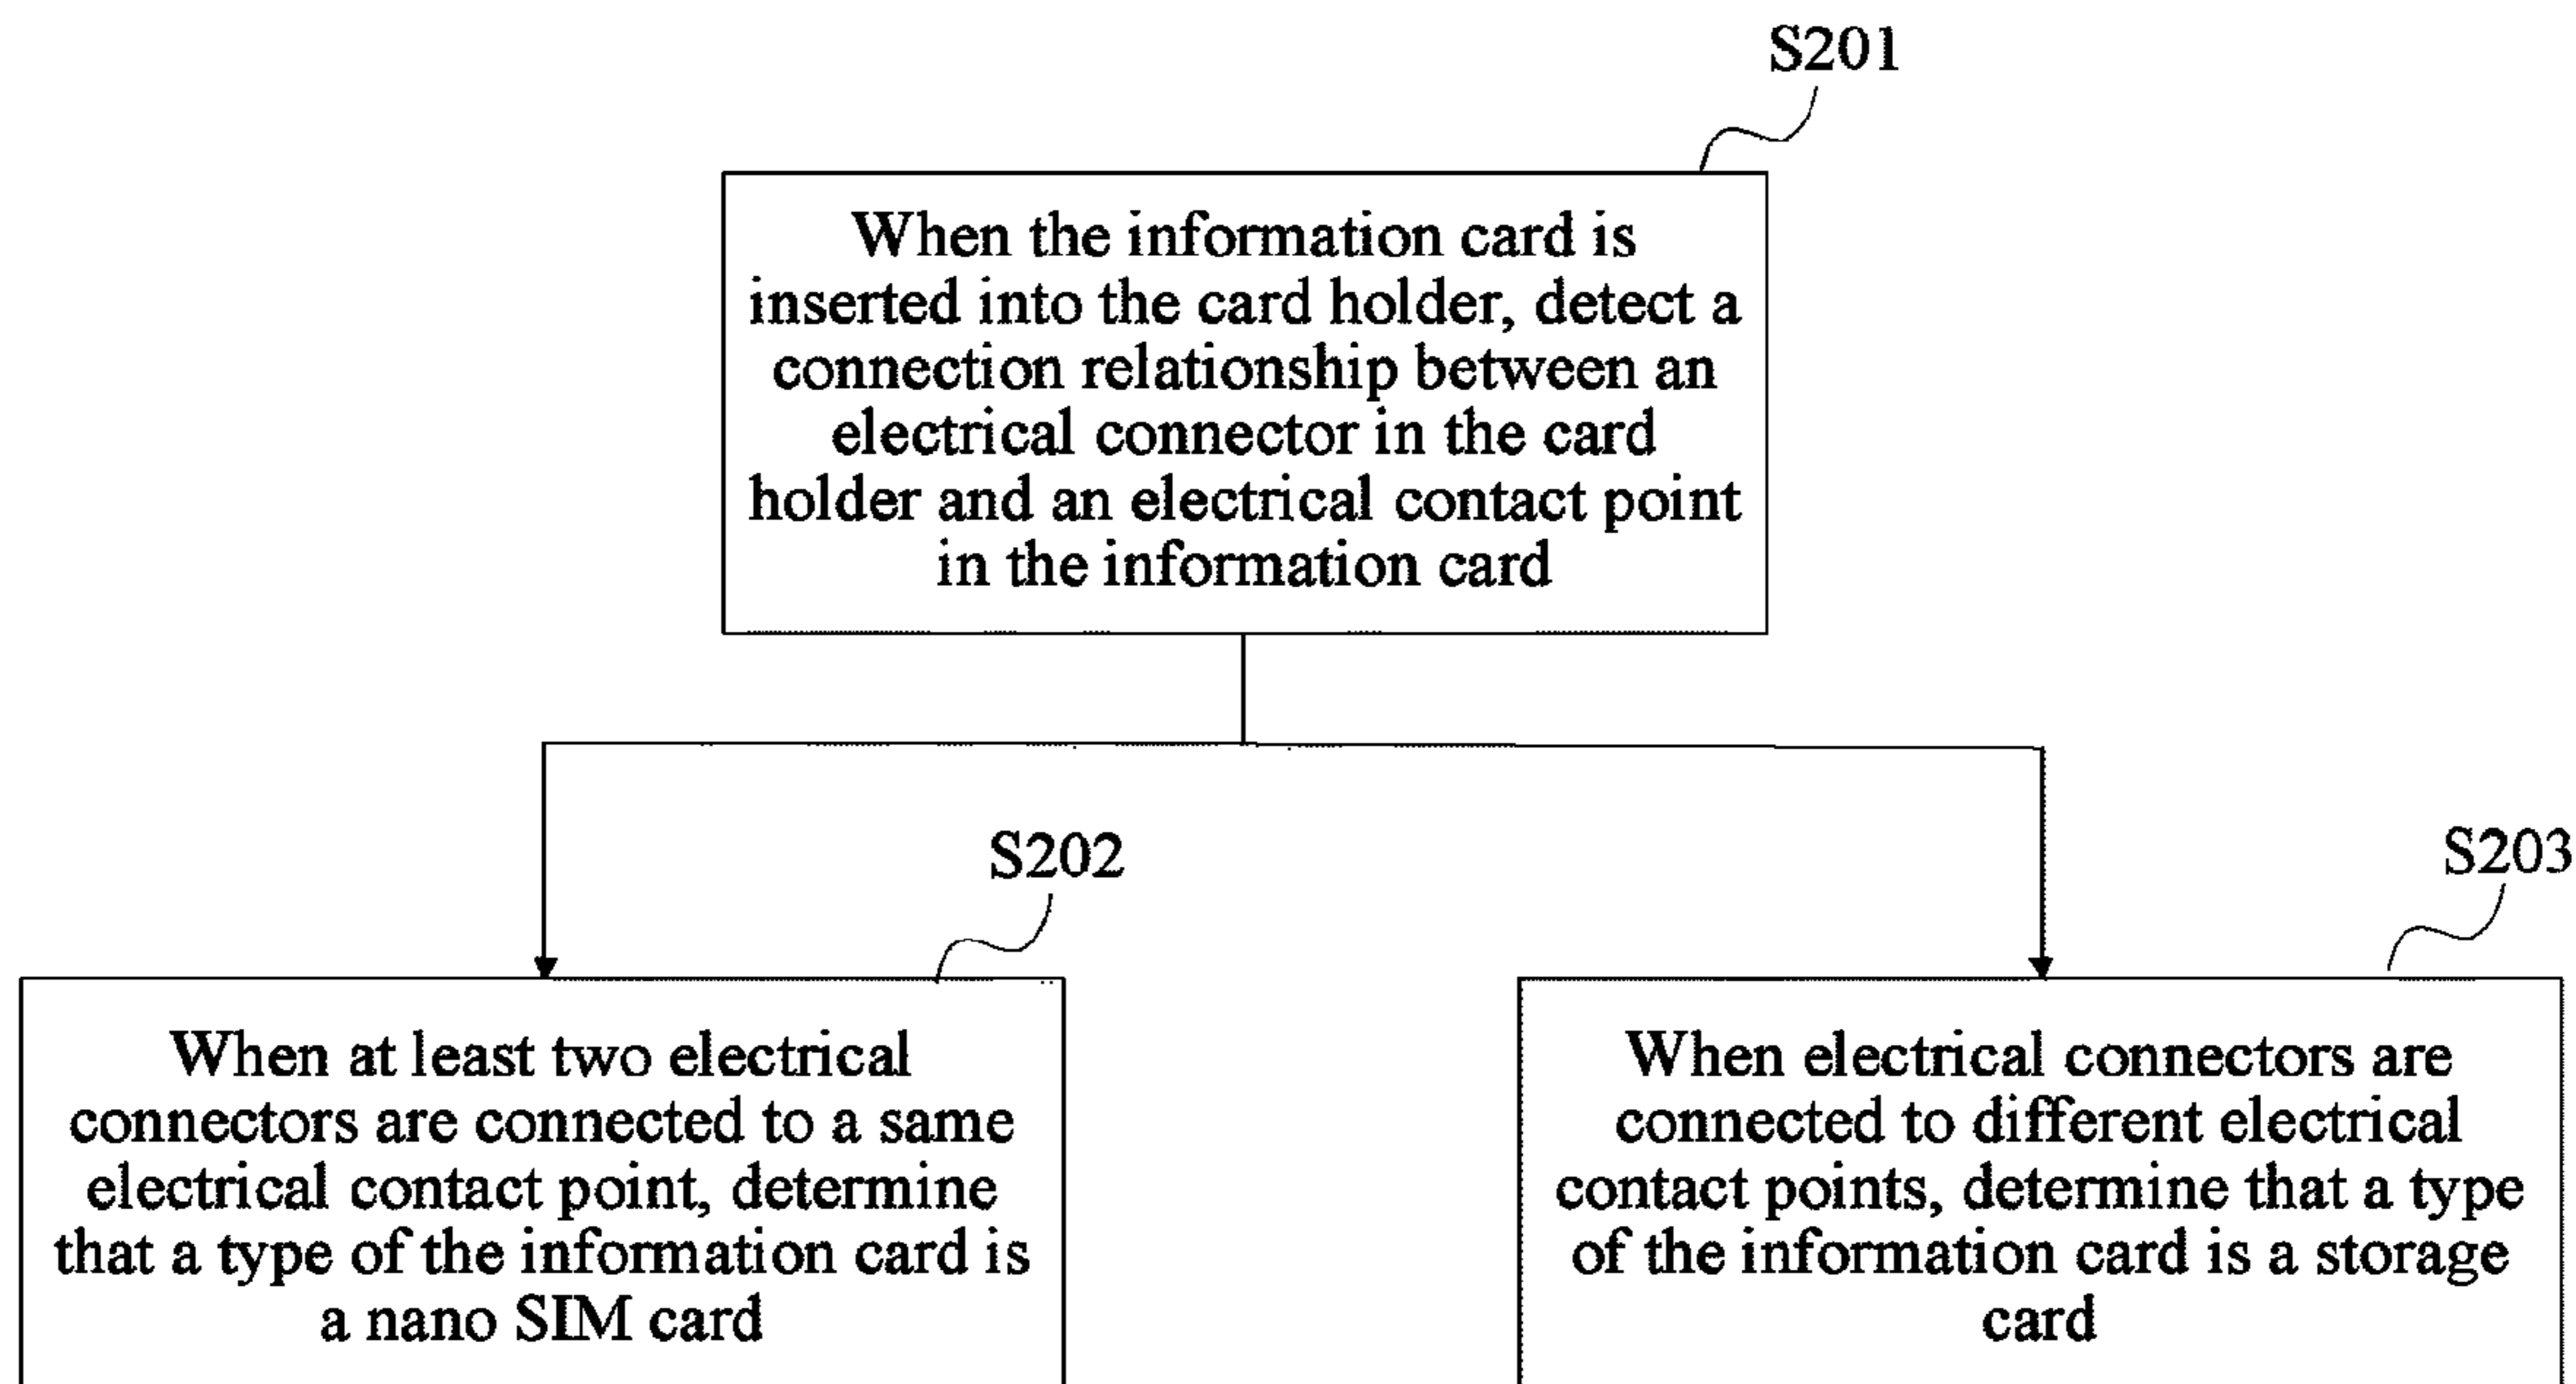 S201
When the information card is
inserted into the card holder, detect a
connection relationship between an
electrical connector in the card
holder and an electrical contact point
in the information card
S202
When at least two electrical
connectors are connected to a same
electrical contact point, determine
that a type of the information card is
a nano SIM card
S203
When electrical connectors are
connected to different electrical
contact points, determine that a type
of the information card is a storage
card